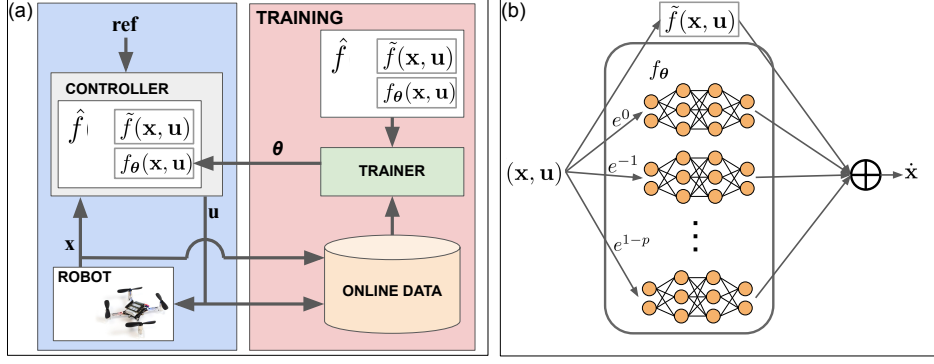 (a)
ref
CONTROLLER
f̂(
f̃(x, u)
f_θ(x, u)
x
u
ROBOT
TRAINING
f̂
f̃(x, u)
f_θ(x, u)
θ
TRAINER
ONLINE DATA
(b)
f̃(x, u)
f_θ
e^0
(x, u)
e^{-1}
⋮
e^{1-p}
ẋ